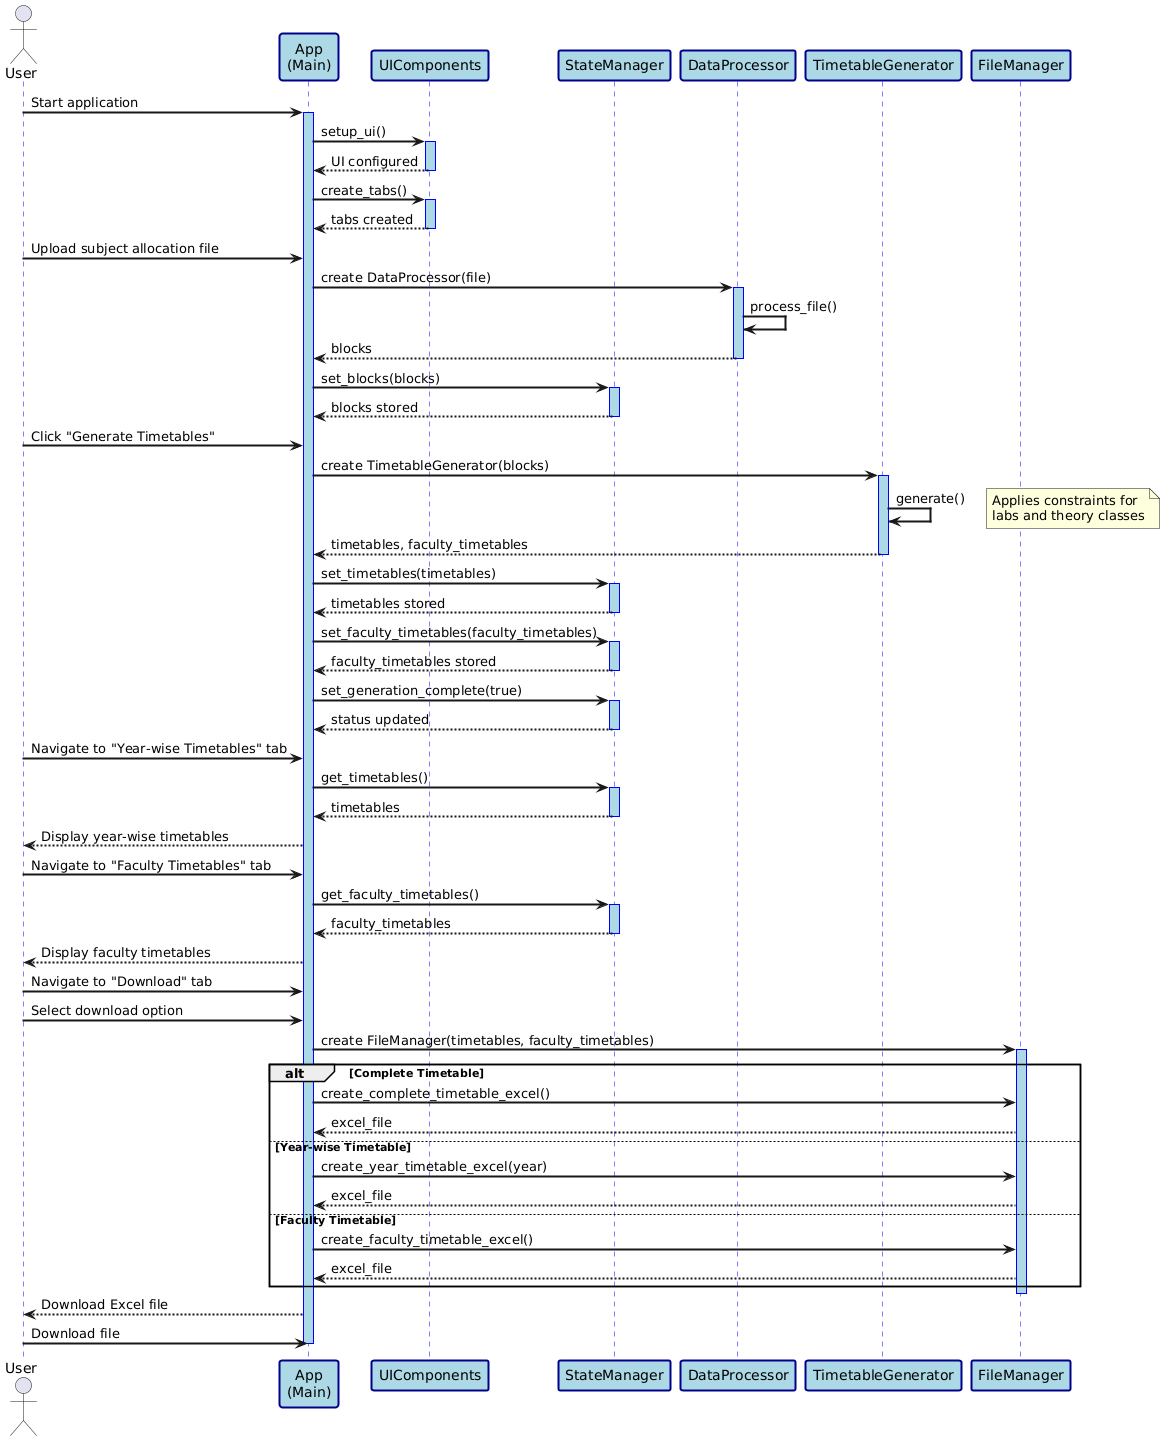 User
App
(Main)
UIComponents
StateManager
DataProcessor
TimetableGenerator
FileManager
Start application
setup_ui()
UI configured
create_tabs()
tabs created
Upload subject allocation file
create DataProcessor(file)
process_file()
blocks
set_blocks(blocks)
blocks stored
Click "Generate Timetables"
create TimetableGenerator(blocks)
generate()
Applies constraints for
labs and theory classes
timetables, faculty_timetables
set_timetables(timetables)
timetables stored
set_faculty_timetables(faculty_timetables)
faculty_timetables stored
set_generation_complete(true)
status updated
Navigate to "Year-wise Timetables" tab
get_timetables()
timetables
Display year-wise timetables
Navigate to "Faculty Timetables" tab
get_faculty_timetables()
faculty_timetables
Display faculty timetables
Navigate to "Download" tab
Select download option
create FileManager(timetables, faculty_timetables)
alt [Complete Timetable]
create_complete_timetable_excel()
excel_file
[Year-wise Timetable]
create_year_timetable_excel(year)
excel_file
[Faculty Timetable]
create_faculty_timetable_excel()
excel_file
Download Excel file
Download file
User
App
(Main)
UIComponents
StateManager
DataProcessor
TimetableGenerator
FileManager